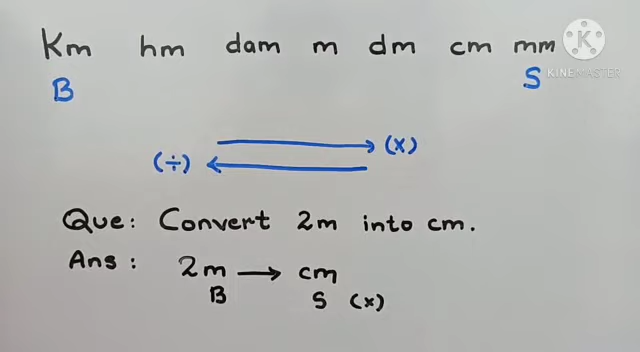 Km hm dam m dm cm mm
B S
K
KINEMASTER
(÷) (x)
Que: Convert 2m into cm.
Ans: 2m → cm
B S (x)